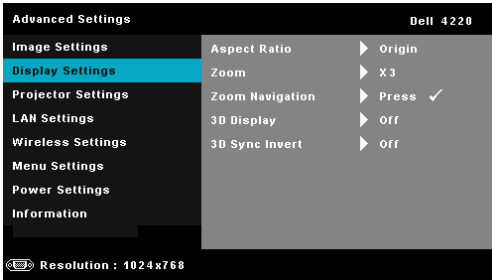 Advanced Settings Dell 4220
Image Settings
Display Settings
Projector Settings
LAN Settings
Wireless Settings
Menu Settings
Power Settings
Information
Aspect Ratio Origin
Zoom X3
Zoom Navigation Press ✓
3D Display Off
3D Sync Invert Off
Resolution : 1024x768